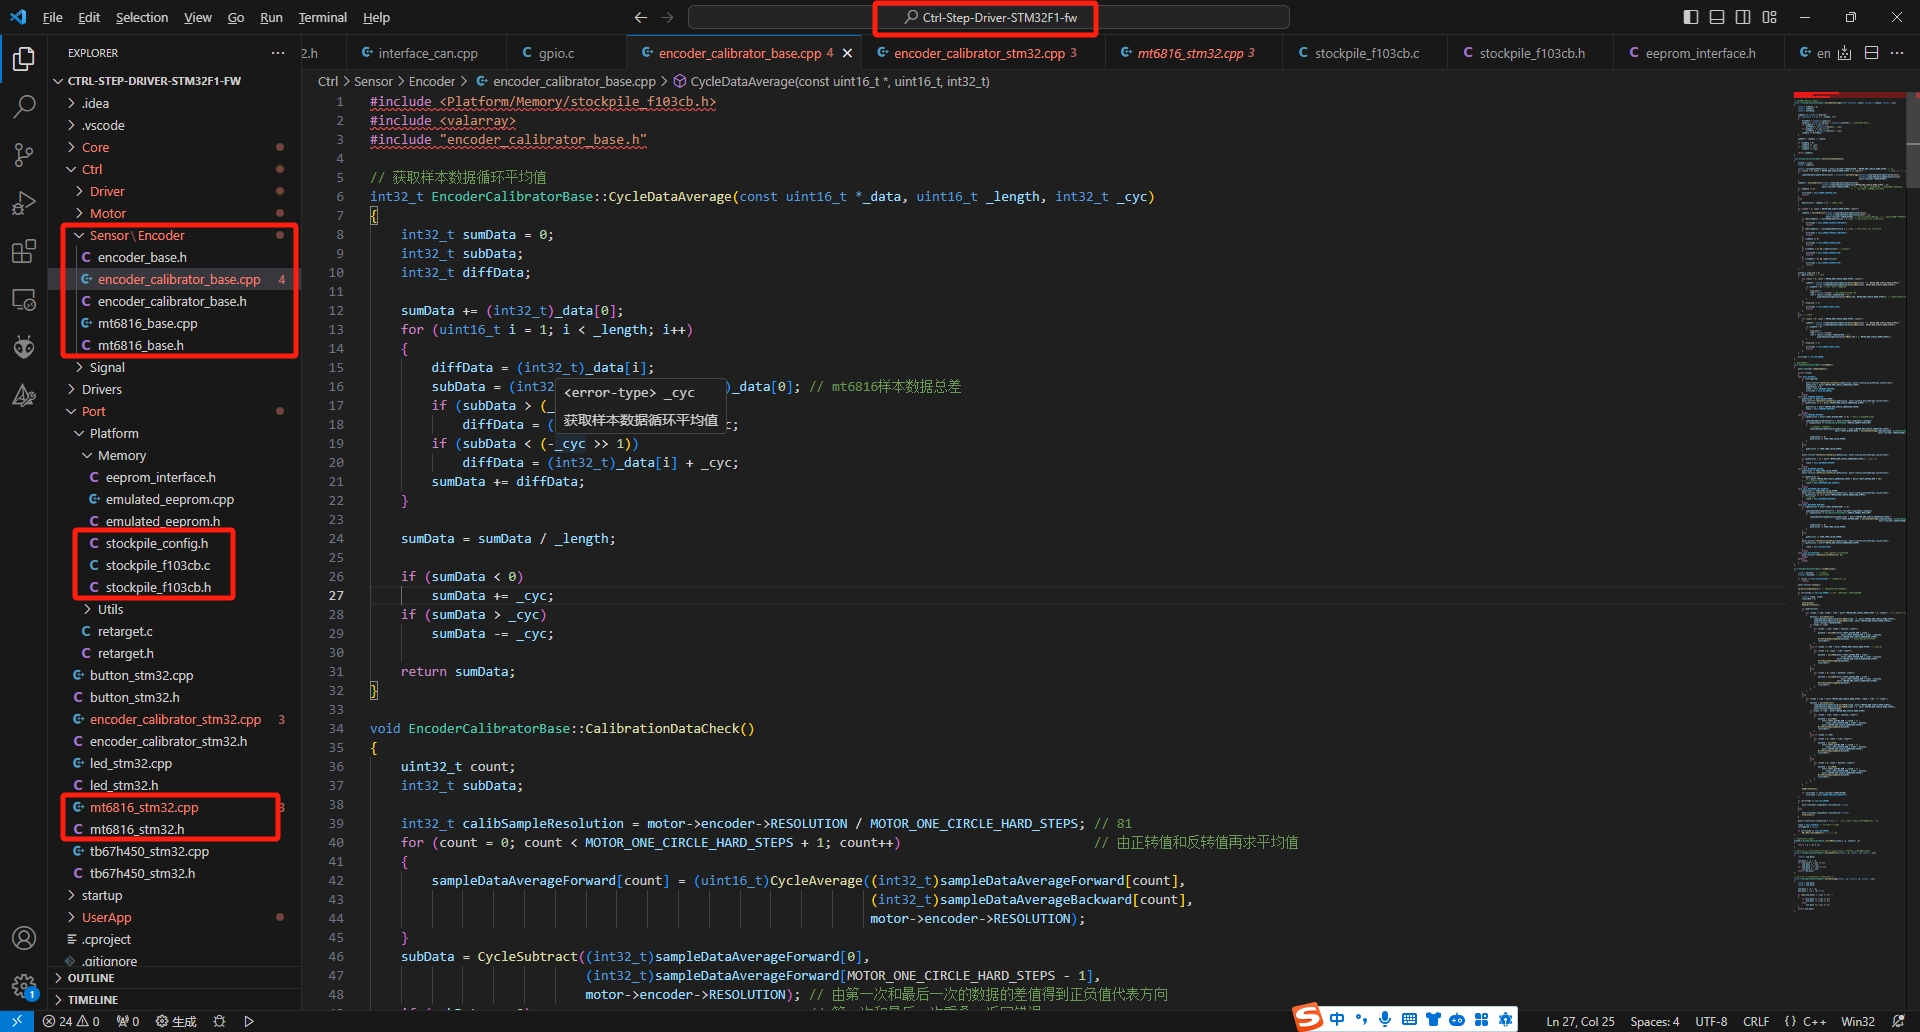 File Edit Selection View Go Run Terminal Help
Ctrl-Step-Driver-STM32F1-fw
EXPLORER
2.h
interface_can.cpp
gpio.c
encoder_calibrator_base.cpp 4
encoder_calibrator_stm32.cpp 3
mt6816_stm32.cpp 3
stockpile_f103cb.c
stockpile_f103cb.h
eeprom_interface.h
en
Ctrl > Sensor > Encoder > encoder_calibrator_base.cpp > CycleDataAverage(const uint16_t *, uint16_t, int32_t)
CTRL-STEP-DRIVER-STM32F1-FW
.idea
.vscode
Core
Ctrl
Driver
Motor
Sensor\Encoder
encoder_base.h
encoder_calibrator_base.cpp 4
encoder_calibrator_base.h
mt6816_base.cpp
mt6816_base.h
Signal
Drivers
Port
Platform
Memory
eeprom_interface.h
emulated_eeprom.cpp
emulated_eeprom.h
stockpile_config.h
stockpile_f103cb.c
stockpile_f103cb.h
Utils
retarget.c
retarget.h
button_stm32.cpp
button_stm32.h
encoder_calibrator_stm32.cpp 3
encoder_calibrator_stm32.h
led_stm32.cpp
led_stm32.h
mt6816_stm32.cpp 3
mt6816_stm32.h
tb67h450_stm32.cpp
tb67h450_stm32.h
startup
UserApp
.cproject
.gitignore
OUTLINE
TIMELINE
1 #include <Platform/Memory/stockpile_f103cb.h>
2 #include <valarray>
3 #include "encoder_calibrator_base.h"
4
5 // 获取样本数据循环平均值
6 int32_t EncoderCalibratorBase::CycleDataAverage(const uint16_t *_data, uint16_t _length, int32_t _cyc)
7 {
8 int32_t sumData = 0;
9 int32_t subData;
10 int32_t diffData;
11
12 sumData += (int32_t)_data[0];
13 for (uint16_t i = 1; i < _length; i++)
14 {
15 diffData = (int32_t)_data[i];
16 subData = (int32 )_data[0]; // mt6816样本数据总差
<error-type> _cyc
17 if (subData > (_
获取样本数据循环平均值
18 diffData = ( c;
19 if (subData < (-_cyc >> 1))
20 diffData = (int32_t)_data[i] + _cyc;
21 sumData += diffData;
22 }
23
24 sumData = sumData / _length;
25
26 if (sumData < 0)
27 sumData += _cyc;
28 if (sumData > _cyc)
29 sumData -= _cyc;
30
31 return sumData;
32 }
33
34 void EncoderCalibratorBase::CalibrationDataCheck()
35 {
36 uint32_t count;
37 int32_t subData;
38
39 int32_t calibSampleResolution = motor->encoder->RESOLUTION / MOTOR_ONE_CIRCLE_HARD_STEPS; // 81
40 for (count = 0; count < MOTOR_ONE_CIRCLE_HARD_STEPS + 1; count++) // 由正转值和反转值再求平均值
41 {
42 sampleDataAverageForward[count] = (uint16_t)CycleAverage((int32_t)sampleDataAverageForward[count],
43 (int32_t)sampleDataAverageBackward[count],
44 motor->encoder->RESOLUTION);
45 }
46 subData = CycleSubtract((int32_t)sampleDataAverageForward[0],
47 (int32_t)sampleDataAverageForward[MOTOR_ONE_CIRCLE_HARD_STEPS - 1],
48 motor->encoder->RESOLUTION); // 由第一次和最后一次的数据的差值得到正负值代表方向
1
24 0 0 生成
S 中
Ln 27, Col 25 Spaces: 4 UTF-8 CRLF {} C++ Win32